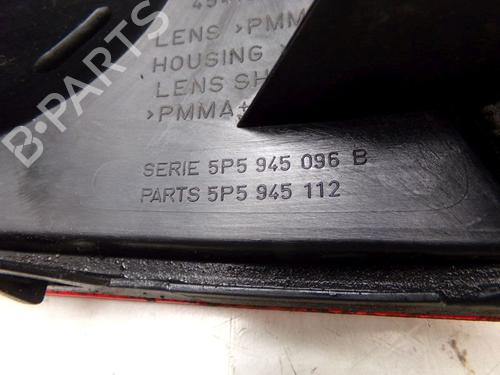 LENS >PMM
HOUSING
LENS SH
>PMMA+
SERIE 5P5 945 096 B
PARTS 5P5 945 112
B-PARTS